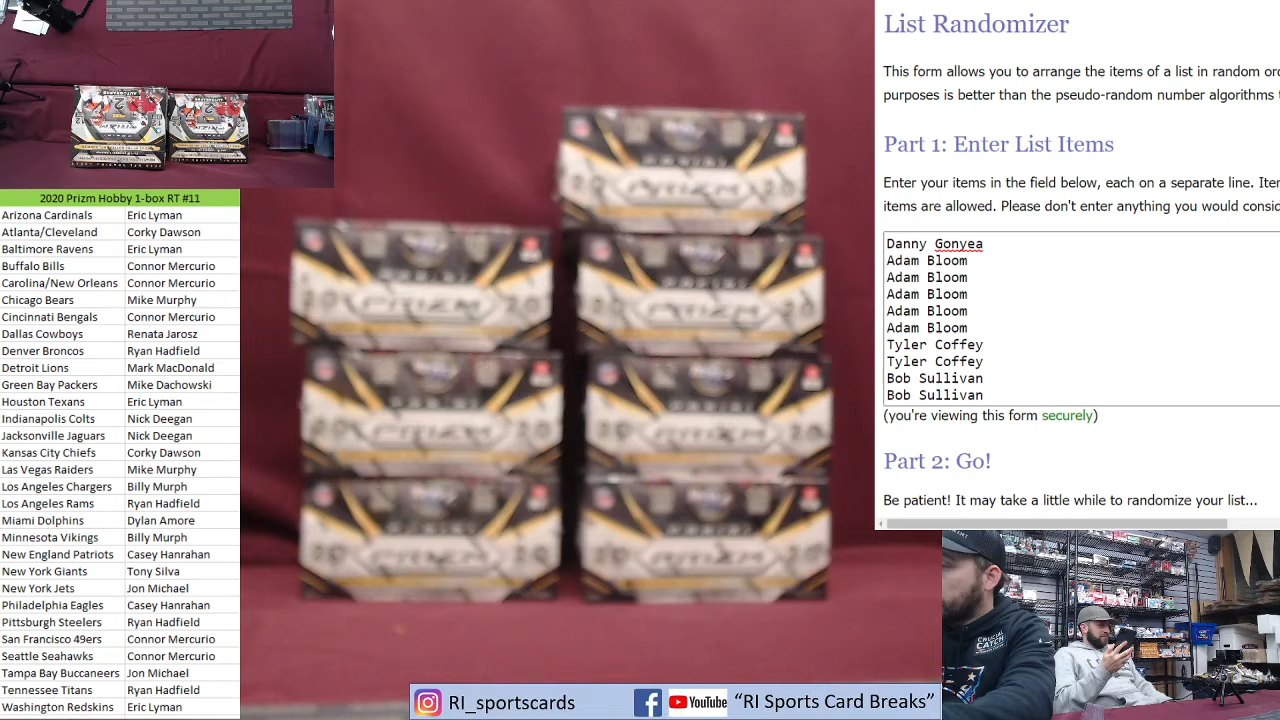 2020 Prizm Hobby 1-box RT #11
Arizona Cardinals Eric Lyman
Atlanta/Cleveland Corky Dawson
Baltimore Ravens Eric Lyman
Buffalo Bills Connor Mercurio
Carolina/New Orleans Connor Mercurio
Chicago Bears Mike Murphy
Cincinnati Bengals Connor Mercurio
Dallas Cowboys Renata Jarosz
Denver Broncos Ryan Hadfield
Detroit Lions Mark MacDonald
Green Bay Packers Mike Dachowski
Houston Texans Eric Lyman
Indianapolis Colts Nick Deegan
Jacksonville Jaguars Nick Deegan
Kansas City Chiefs Corky Dawson
Las Vegas Raiders Mike Murphy
Los Angeles Chargers Billy Murph
Los Angeles Rams Ryan Hadfield
Miami Dolphins Dylan Amore
Minnesota Vikings Billy Murph
New England Patriots Casey Hanrahan
New York Giants Tony Silva
New York Jets Jon Michael
Philadelphia Eagles Casey Hanrahan
Pittsburgh Steelers Ryan Hadfield
San Francisco 49ers Connor Mercurio
Seattle Seahawks Connor Mercurio
Tampa Bay Buccaneers Jon Michael
Tennessee Titans Ryan Hadfield
Washington Redskins Eric Lyman
PANINI
PRIZM
PRIZM
PRIZM
PRIZM
PRIZM
PRIZM
PRIZM
List Randomizer
This form allows you to arrange the items of a list in random
purposes is better than the pseudo-random number algorithms
Part 1: Enter List Items
Enter your items in the field below, each on a separate line.
items are allowed. Please don't enter anything you would
Danny Gonyea
Adam Bloom
Adam Bloom
Adam Bloom
Adam Bloom
Adam Bloom
Tyler Coffey
Tyler Coffey
Bob Sullivan
Bob Sullivan
(you're viewing this form securely)
Part 2: Go!
Be patient! It may take a little while to randomize your list...
CRUCIAL
CATCH
RI_sportscards
YouTube
"RI Sports Card Breaks"